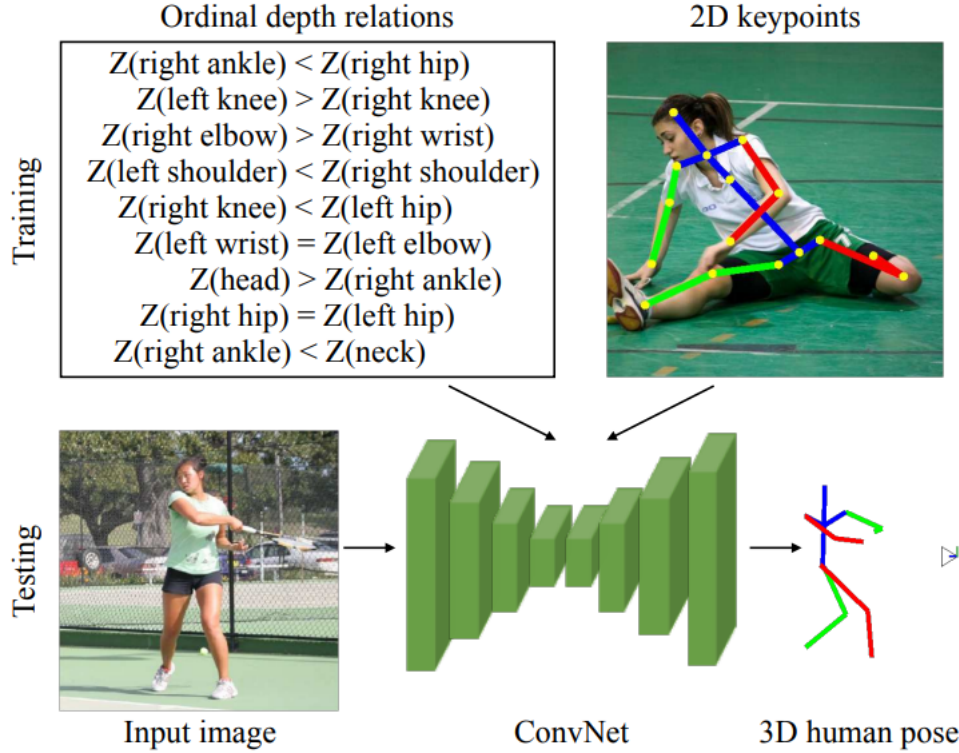 Ordinal depth relations
2D keypoints
Training
Z(right ankle) < Z(right hip)
Z(left knee) > Z(right knee)
Z(right elbow) > Z(right wrist)
Z(left shoulder) < Z(right shoulder)
Z(right knee) < Z(left hip)
Z(left wrist) = Z(left elbow)
Z(head) > Z(right ankle)
Z(right hip) = Z(left hip)
Z(right ankle) < Z(neck)
Testing
Input image
ConvNet
3D human pose